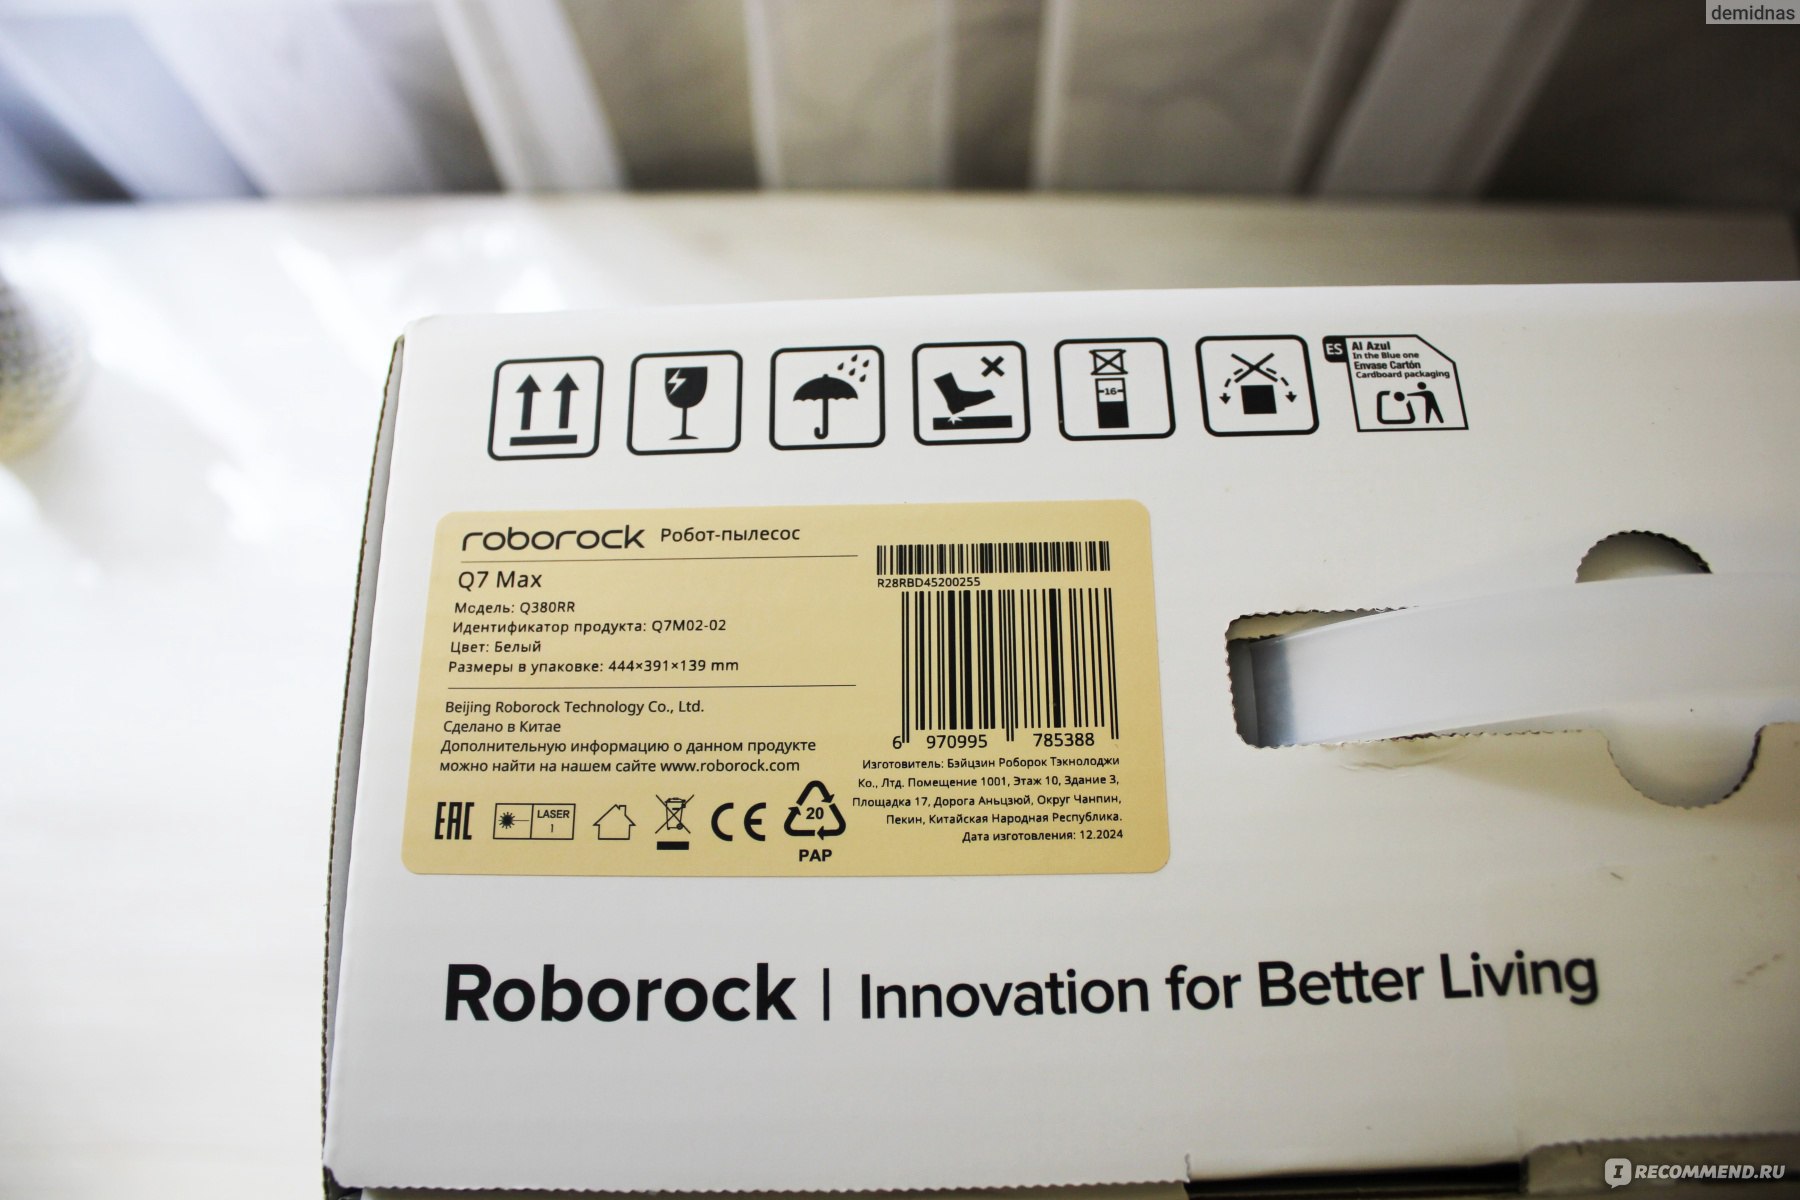 demidnas
ES Al Azul
In the Blue one
Envase Cartón
Cardboard packaging
16
roborock Робот-пылесос
Q7 Max
Модель: Q380RR
Идентификатор продукта: Q7M02-02
Цвет: Белый
Размеры в упаковке: 444×391×139 mm
Beijing Roborock Technology Co., Ltd.
Сделано в Китае
Дополнительную информацию о данном продукте
можно найти на нашем сайте www.roborock.com
EAC LASER 1 CE 20
PAP
R28RBD45200255
6 970995 785388
Изготовитель: Бэйцзин Роборок Тэкнолоджи
Ко., Лтд. Помещение 1001, Этаж 10, Здание 3,
Площадка 17, Дорога Аньцзюй, Округ Чанпин,
Пекин, Китайская Народная Республика.
Дата изготовления: 12.2024
Roborock | Innovation for Better Living
IRECOMMEND.RU